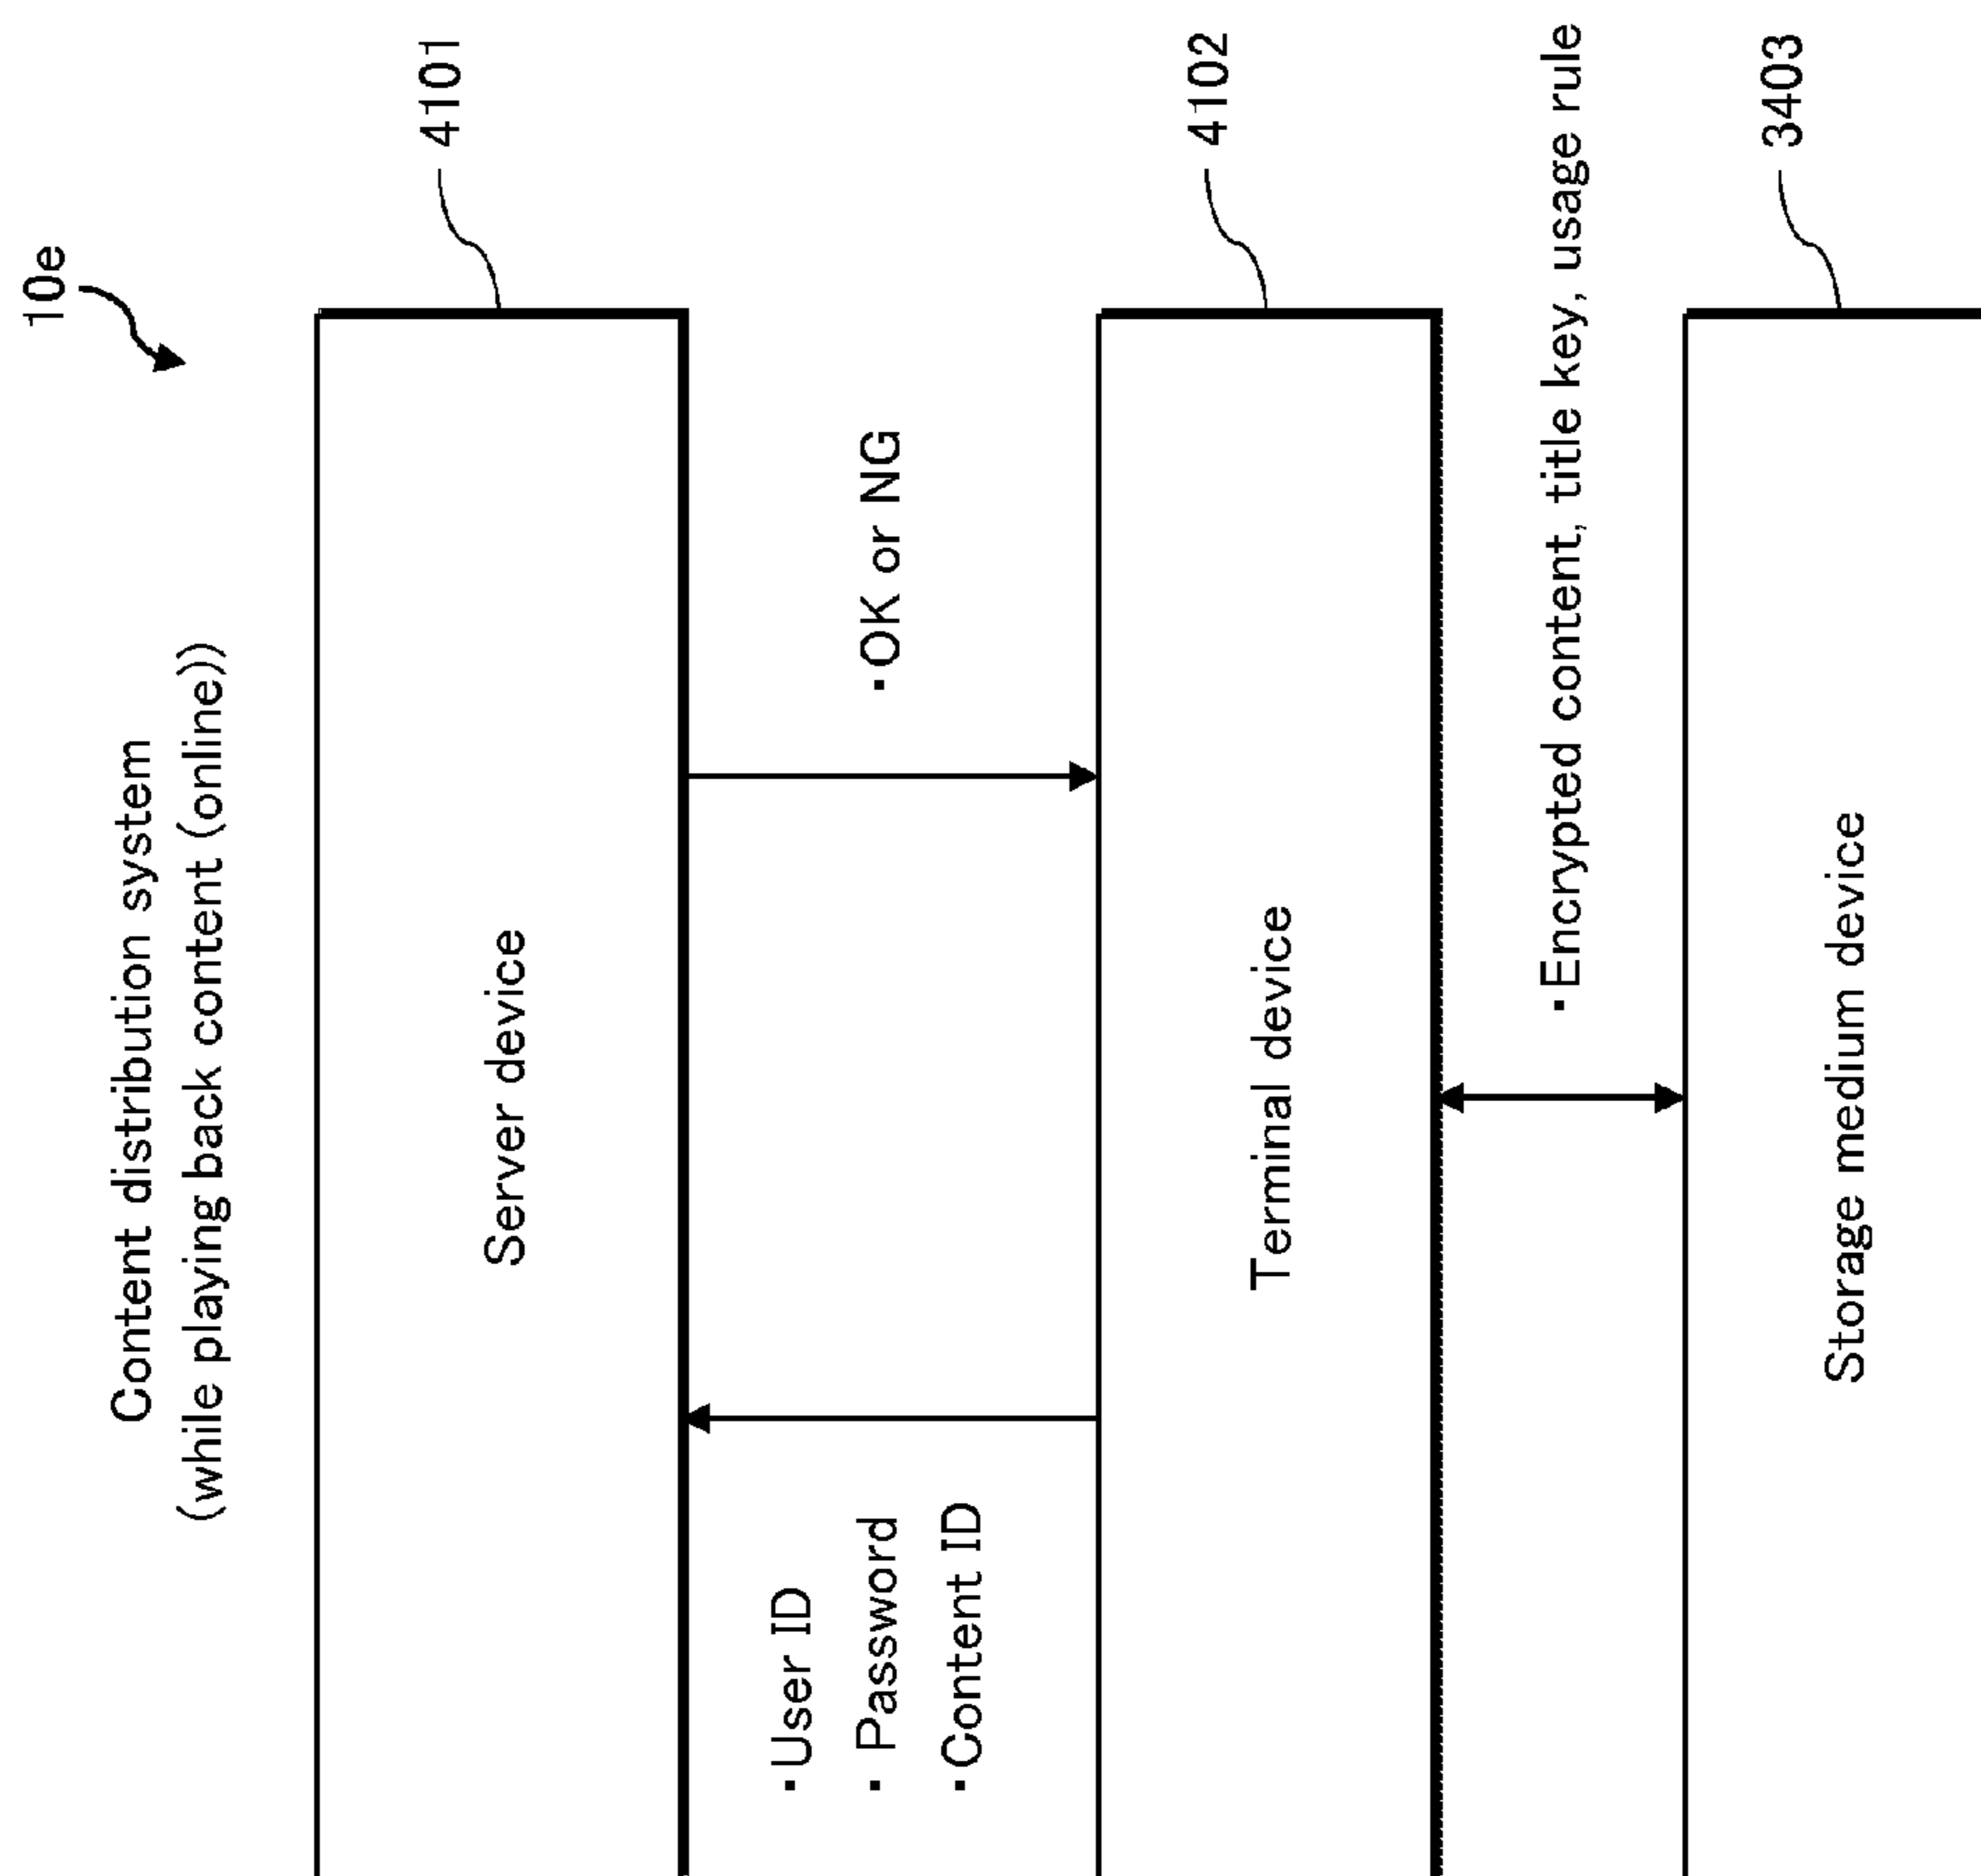 10e
Content distribution system
(while playing back content (online))
4101
Server device
・User ID
・Password
・Content ID
・OK or NG
4102
Terminal device
・Encrypted content, title key, usage rule
3403
Storage medium device